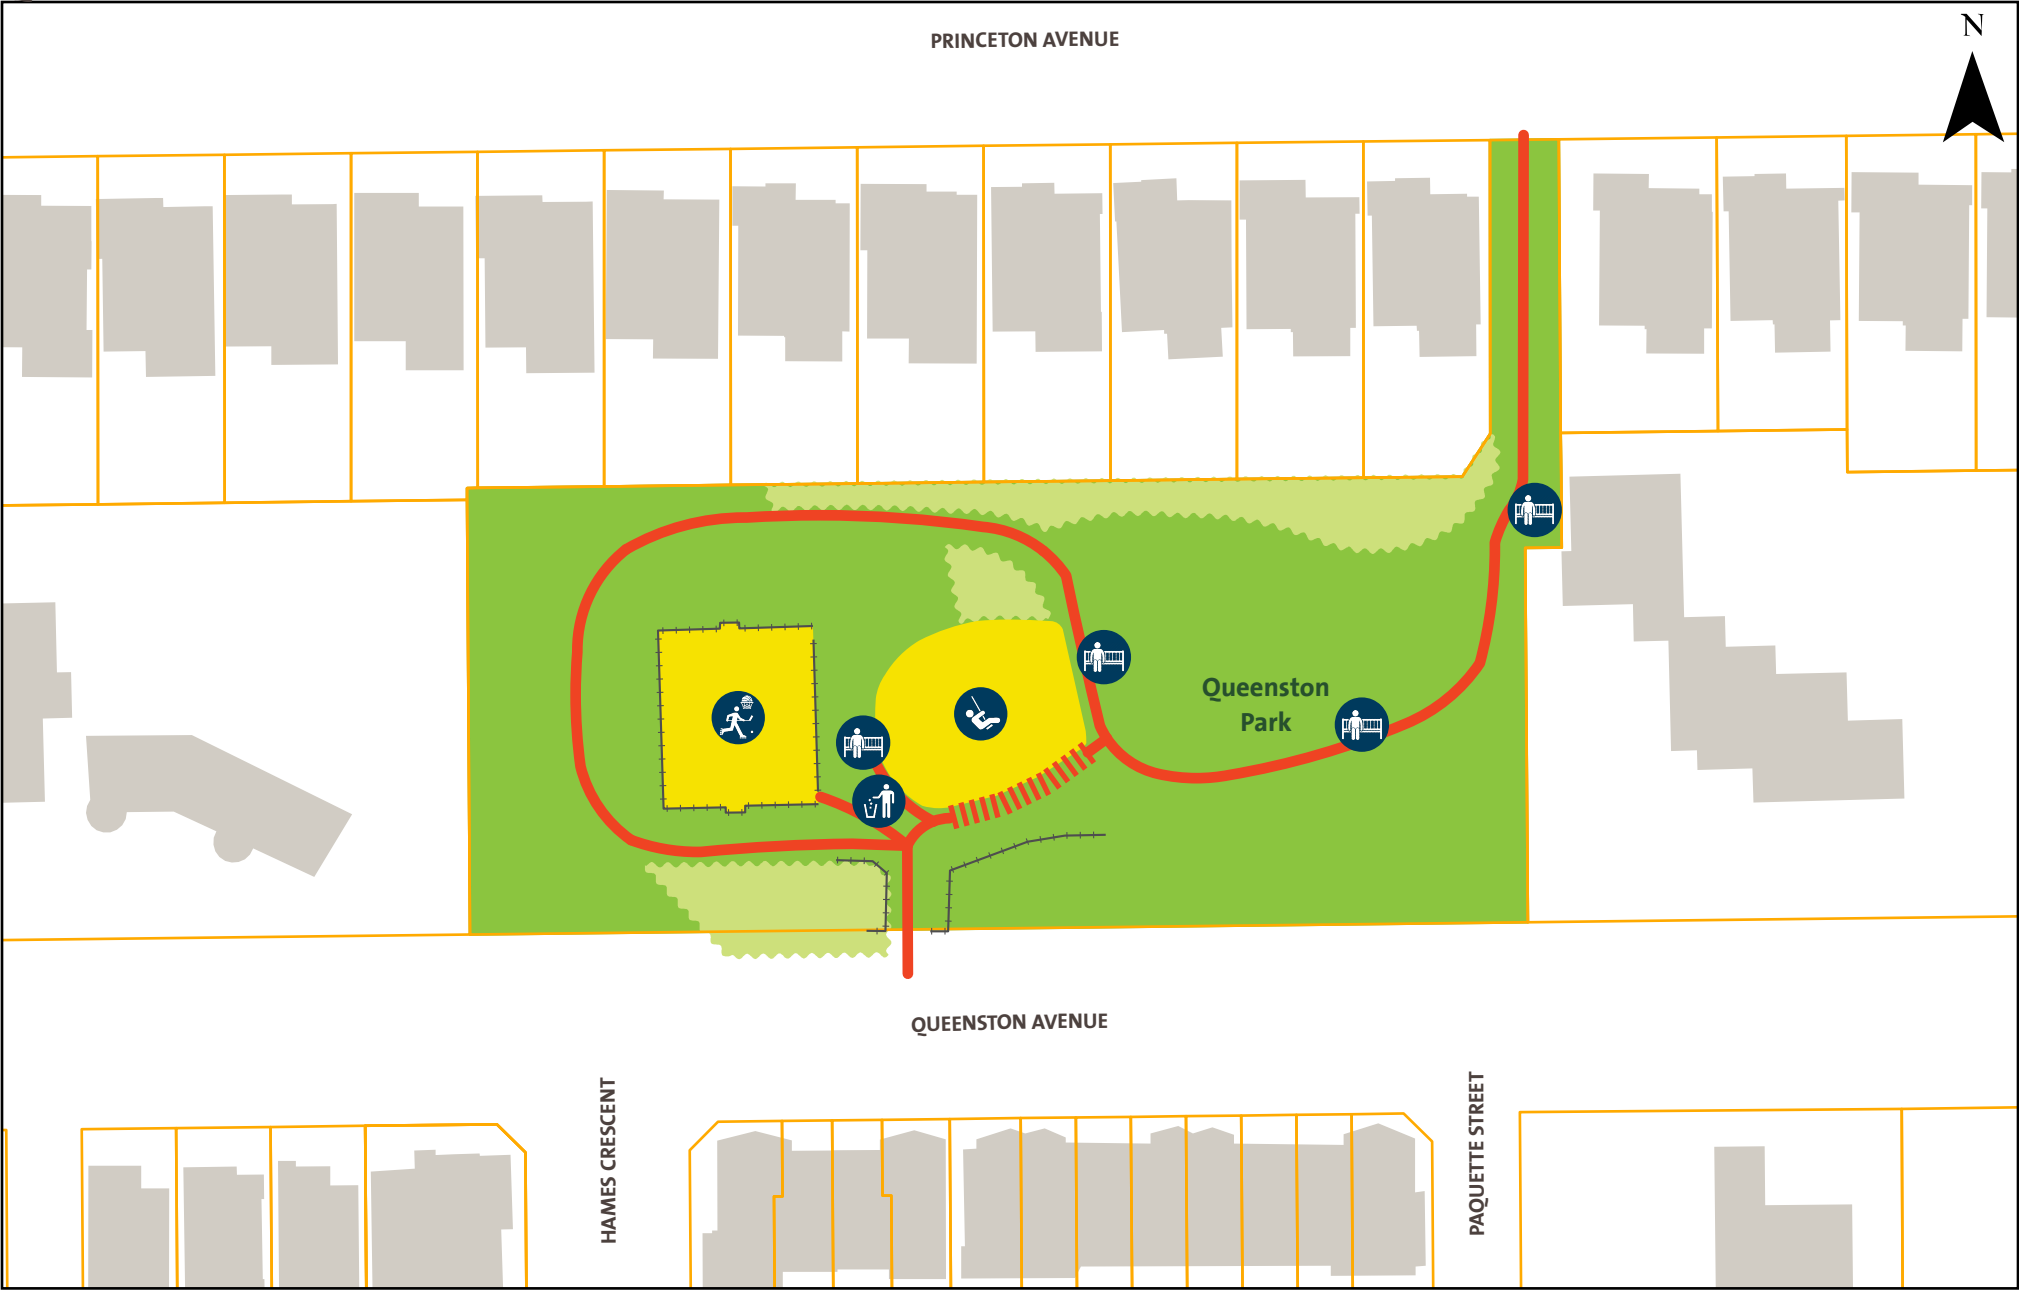 PRINCETON AVENUE
N
Queenston
Park
QUEENSTON AVENUE
HAMES CRESCENT
PAQUETTE STREET